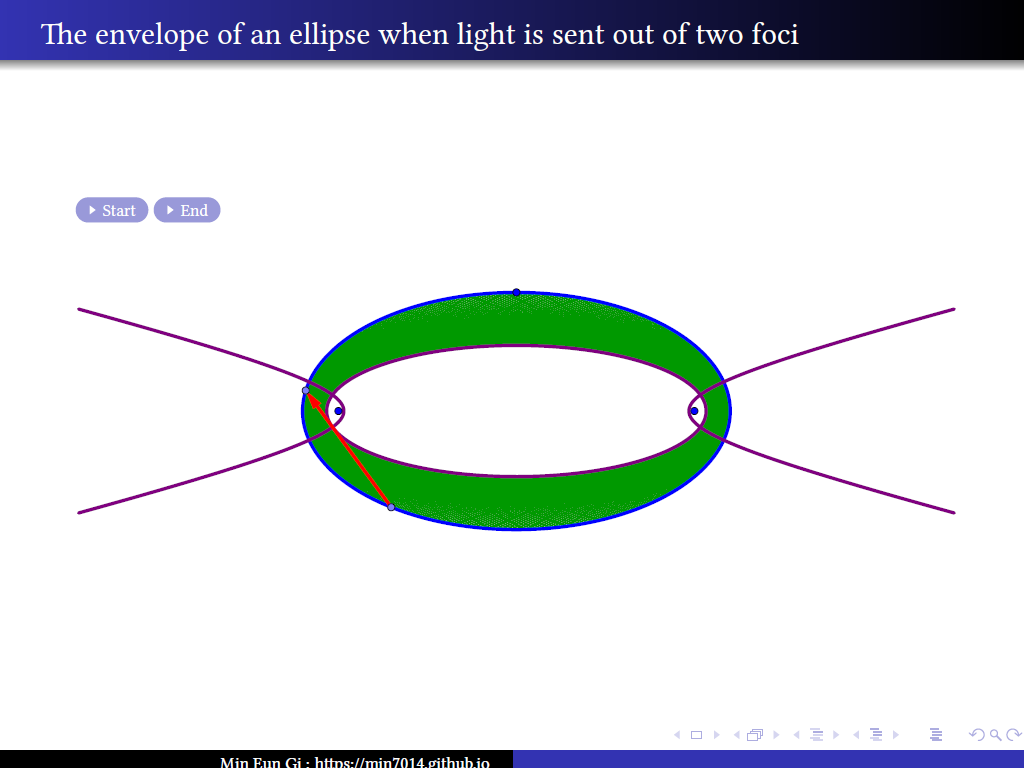 The envelope of an ellipse when light is sent out of two foci
Start End
Min Eun Gi : https://min7014.github.io